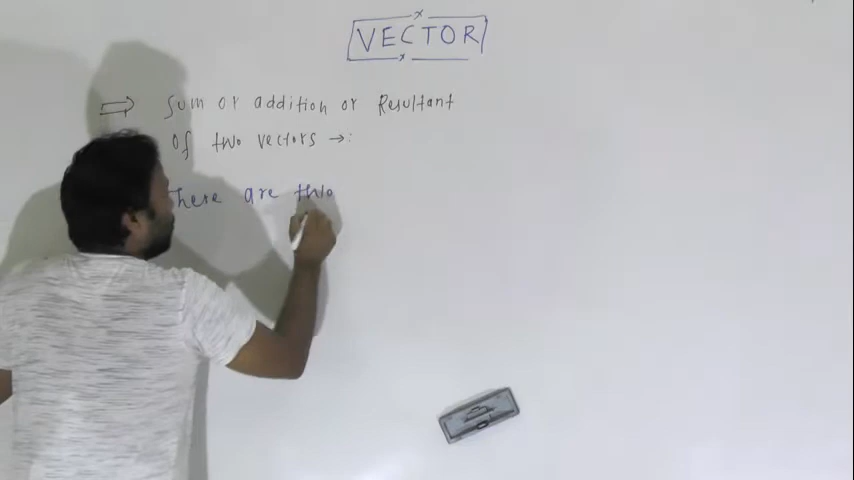 VECTOR
⇒ Sum or addition or Resultant
of two vectors →:
There are two